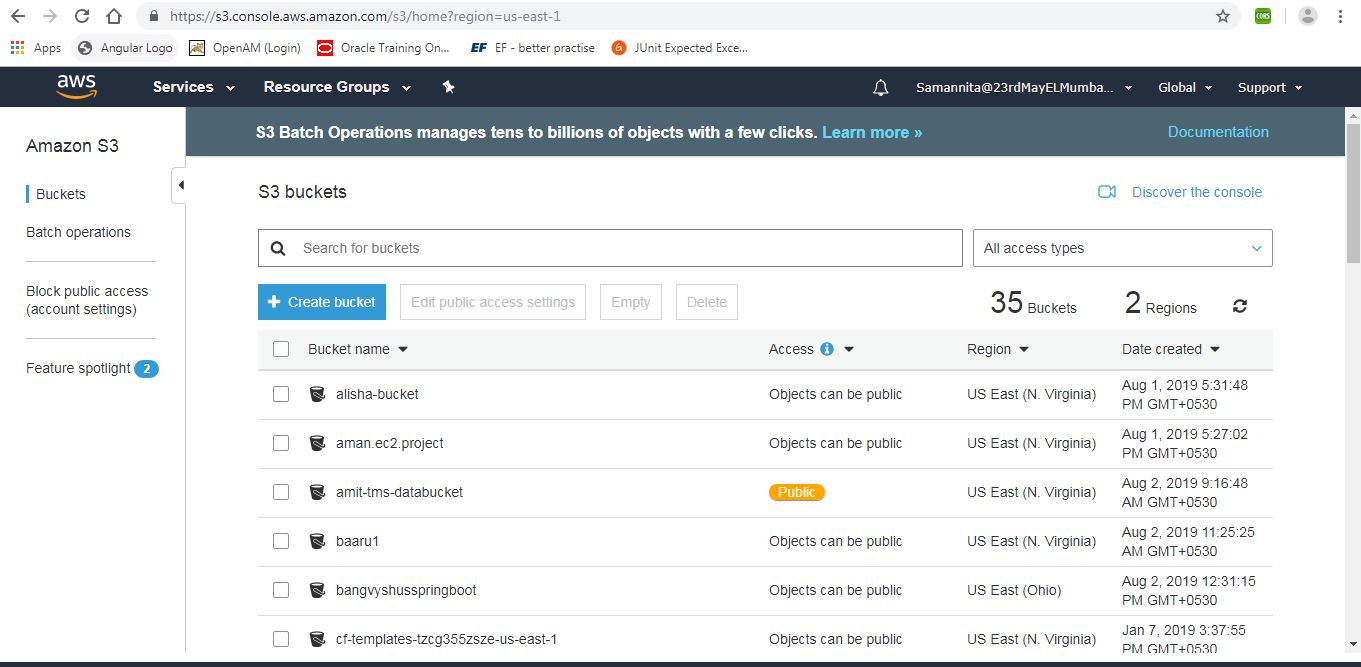 https://s3.console.aws.amazon.com/s3/home?region=us-east-1
CORS
Apps Angular Logo OpenAM (Login) Oracle Training On... EF EF - better practise JUnit Expected Exce...
aws Services Resource Groups Samannita@23rdMayELMumba... Global Support
Amazon S3
Buckets
Batch operations
Block public access
(account settings)
Feature spotlight 2
S3 Batch Operations manages tens to billions of objects with a few clicks. Learn more » Documentation
S3 buckets Discover the console
Search for buckets All access types
+ Create bucket Edit public access settings Empty Delete 35 Buckets 2 Regions
Bucket name Access i Region Date created
alisha-bucket Objects can be public US East (N. Virginia) Aug 1, 2019 5:31:48
PM GMT+0530
aman.ec2.project Objects can be public US East (N. Virginia) Aug 1, 2019 5:27:02
PM GMT+0530
amit-tms-databucket Public US East (N. Virginia) Aug 2, 2019 9:16:48
AM GMT+0530
baaru1 Objects can be public US East (N. Virginia) Aug 2, 2019 11:25:25
AM GMT+0530
bangvyshusspringboot Objects can be public US East (Ohio) Aug 2, 2019 12:31:15
PM GMT+0530
cf-templates-tzcg355zsze-us-east-1 Objects can be public US East (N. Virginia) Jan 7, 2019 3:37:55
PM GMT+0530